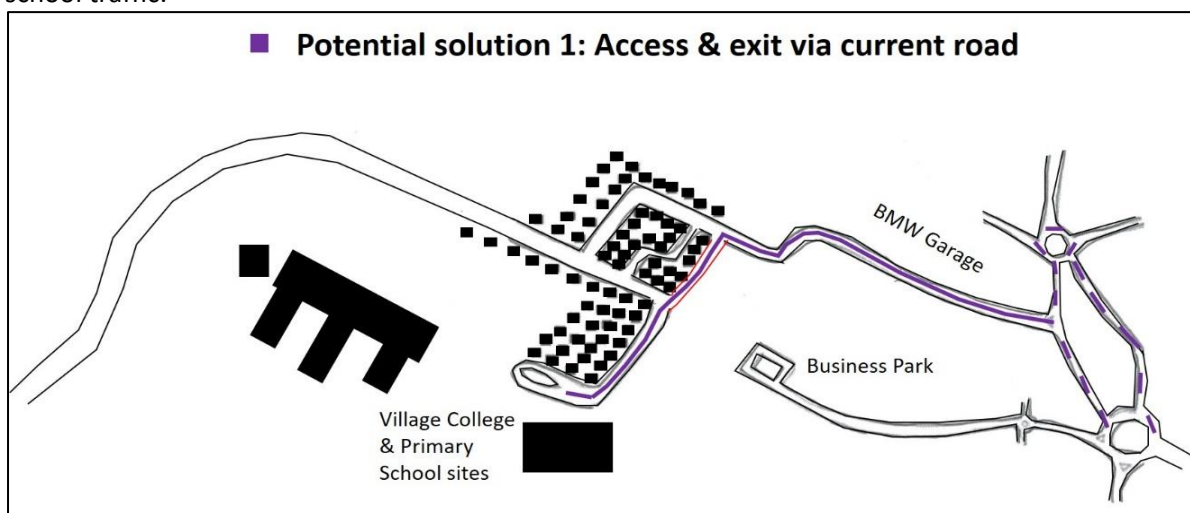 school traffic.
Potential solution 1: Access & exit via current road
BMW Garage
Business Park
Village College
& Primary
School sites